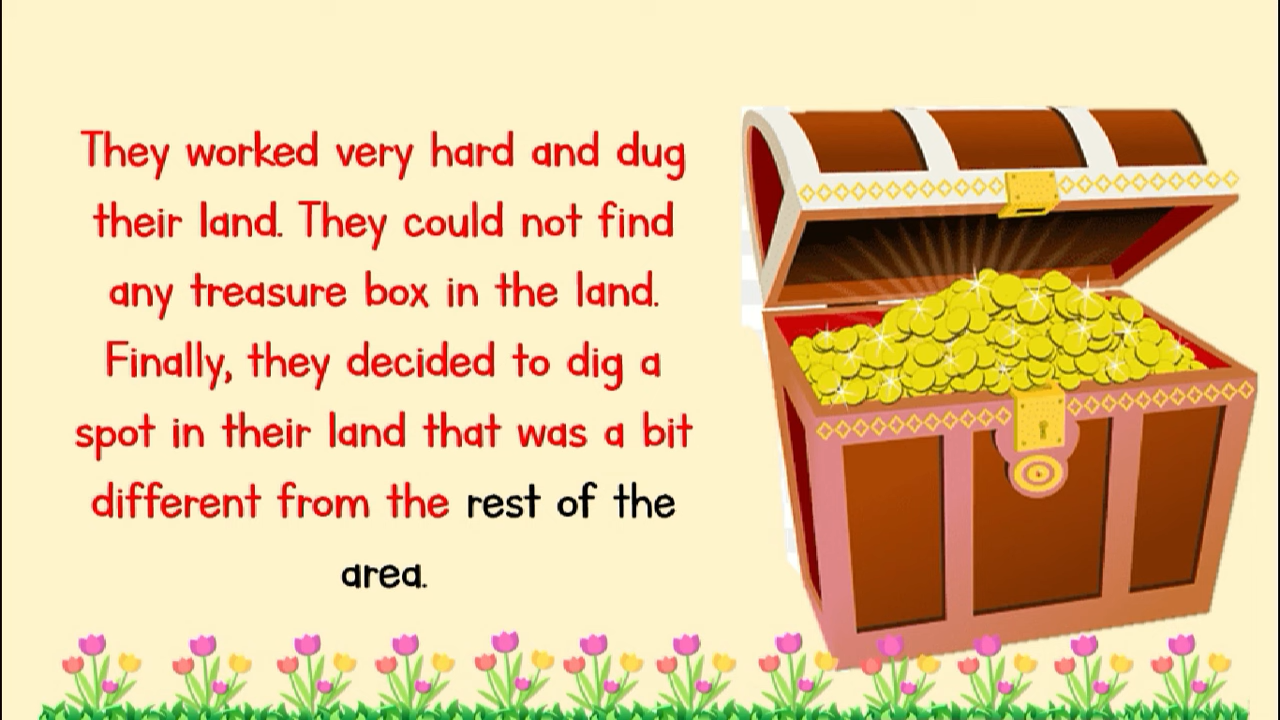 They worked very hard and dug
their land. They could not find
any treasure box in the land.
Finally, they decided to dig a
spot in their land that was a bit
different from the rest of the
area.